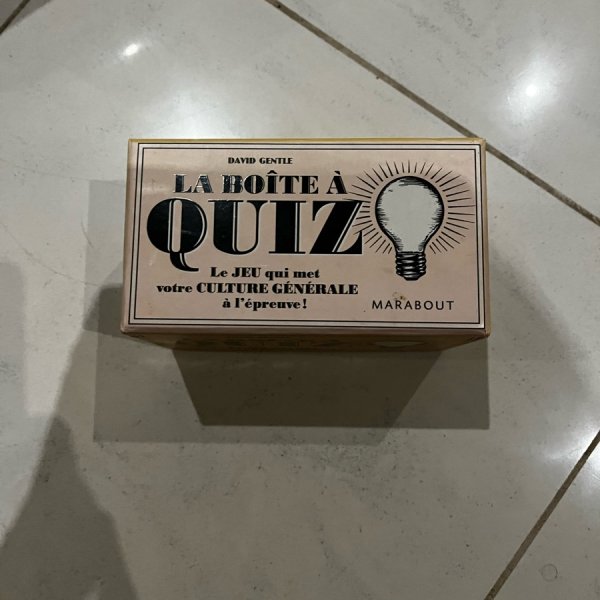 DAVID GENTLE
LA BOÎTE À
QUIZ
Le JEU qui met
votre CULTURE GÉNÉRALE
à l'épreuve !
MARABOUT